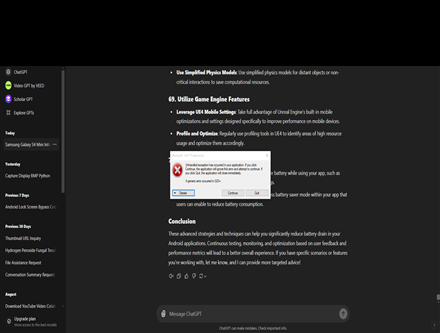 ChatGPT
Video GPT by VEED
Scholar GPT
Explore GPTs
Today
Samsung Galaxy S4 Mini Int
Yesterday
Capture Display BMP Python
Previous 7 Days
Android Lock Screen Bypass
Previous 30 Days
Thumbnail URL Inquiry
Hydrogen Peroxide Fungal
File Assistance Request
Conversation Summary Request
August
Download YouTube Video
Upgrade plan
More access to the best models
• Use Simplified Physics Models: Use simplified physics models for distant objects or non-
critical interactions to save computational resources.
69. Utilize Game Engine Features
• Leverage UE4 Mobile Settings: Take full advantage of Unreal Engine's built-in mobile
optimizations and settings designed specifically to improve performance on mobile devices.
• Profile and Optimize: Regularly use profiling tools in UE4 to identify areas of high resource
usage and optimize them accordingly.
Unhandled exception has occurred in your application. If you click
Continue, the application will ignore this error and attempt to continue. If
you click Quit, the application will close immediately.
A generic error occurred in GDI+.
Details
Continue
Quit
battery while using your app, such as
battery saver mode within your app that
users can enable to reduce battery consumption.
Conclusion
These advanced strategies and techniques can help you significantly reduce battery drain in your
Android applications. Continuous testing, monitoring, and optimization based on user feedback and
performance metrics will lead to a better overall experience. If you have specific scenarios or features
you're working with, let me know, and I can provide more targeted advice!
Message ChatGPT
ChatGPT can make mistakes. Check important info.